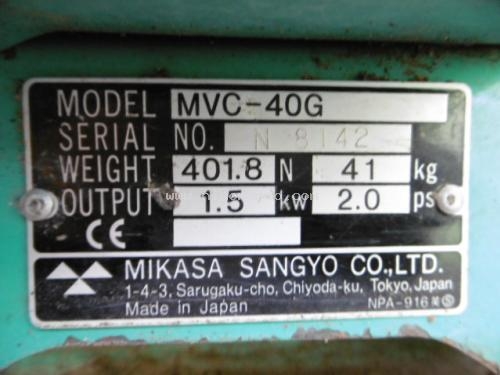 MODEL MVC-40G
SERIAL NO. N 8142
WEIGHT 401.8 N 41 kg
OUTPUT 1.5 kw 2.0 ps
CE
MIKASA SANGYO CO.,LTD.
1-4-3, Sarugaku-cho, Chiyoda-ku, Tokyo, Japan
Made in Japan NPA-916